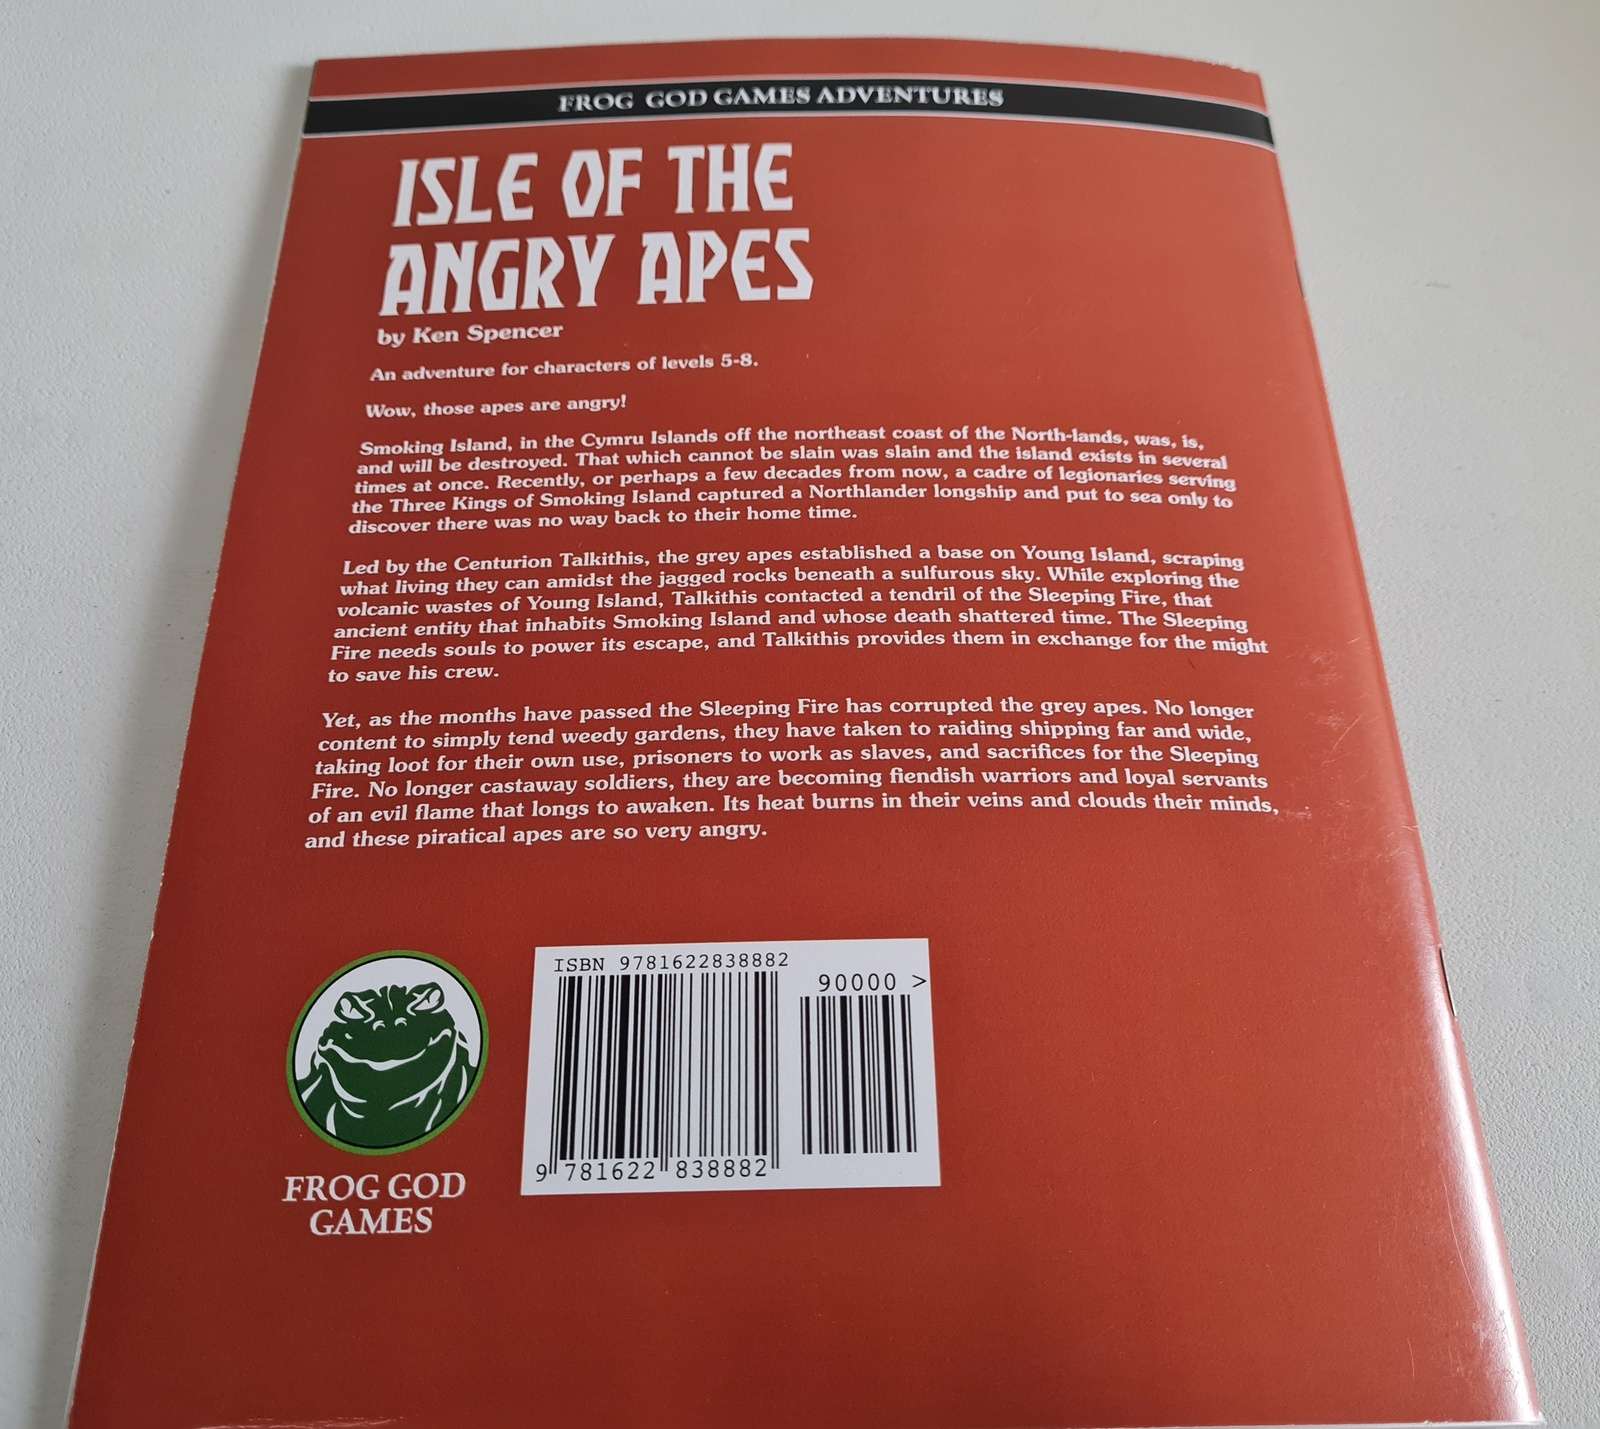 FROG GOD GAMES ADVENTURES
ISLE OF THE
ANGRY APES
by Ken Spencer
An adventure for characters of levels 5-8.
Wow, those apes are angry!
Smoking Island, in the Cymru Islands off the northeast coast of the North-lands, was, is,
and will be destroyed. That which cannot be slain was slain and the island exists in several
times at once. Recently, or perhaps a few decades from now, a cadre of legionaries serving
the Three Kings of Smoking Island captured a Northlander longship and put to sea only to
discover there was no way back to their home time.
Led by the Centurion Talkithis, the grey apes established a base on Young Island, scraping
what living they can amidst the jagged rocks beneath a sulfurous sky. While exploring the
volcanic wastes of Young Island, Talkithis contacted a tendril of the Sleeping Fire, that
ancient entity that inhabits Smoking Island and whose death shattered time. The Sleeping
Fire needs souls to power its escape, and Talkithis provides them in exchange for the might
to save his crew.
Yet, as the months have passed the Sleeping Fire has corrupted the grey apes. No longer
content to simply tend weedy gardens, they have taken to raiding shipping far and wide,
taking loot for their own use, prisoners to work as slaves, and sacrifices for the Sleeping
Fire. No longer castaway soldiers, they are becoming fiendish warriors and loyal servants
of an evil flame that longs to awaken. Its heat burns in their veins and clouds their minds,
and these piratical apes are so very angry.
ISBN 9781622838882
90000 >
9 781622 838882
FROG GOD
GAMES